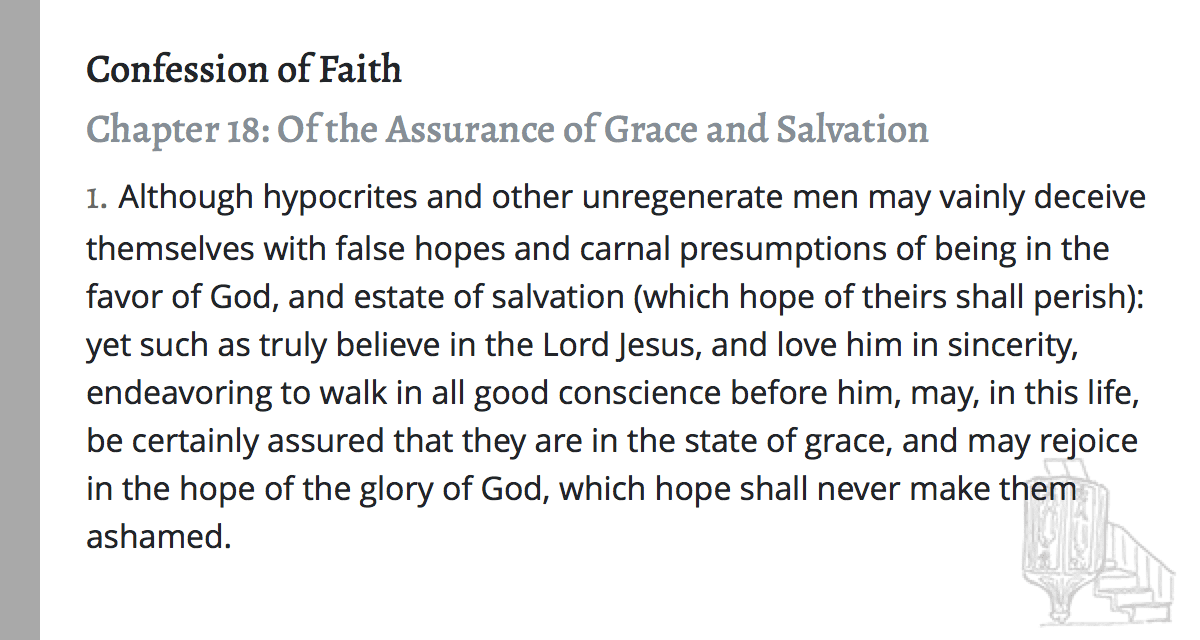 Confession of Faith
Chapter 18: Of the Assurance of Grace and Salvation
1. Although hypocrites and other unregenerate men may vainly deceive
themselves with false hopes and carnal presumptions of being in the
favor of God, and estate of salvation (which hope of theirs shall perish):
yet such as truly believe in the Lord Jesus, and love him in sincerity,
endeavoring to walk in all good conscience before him, may, in this life,
be certainly assured that they are in the state of grace, and may rejoice
in the hope of the glory of God, which hope shall never make them
ashamed.